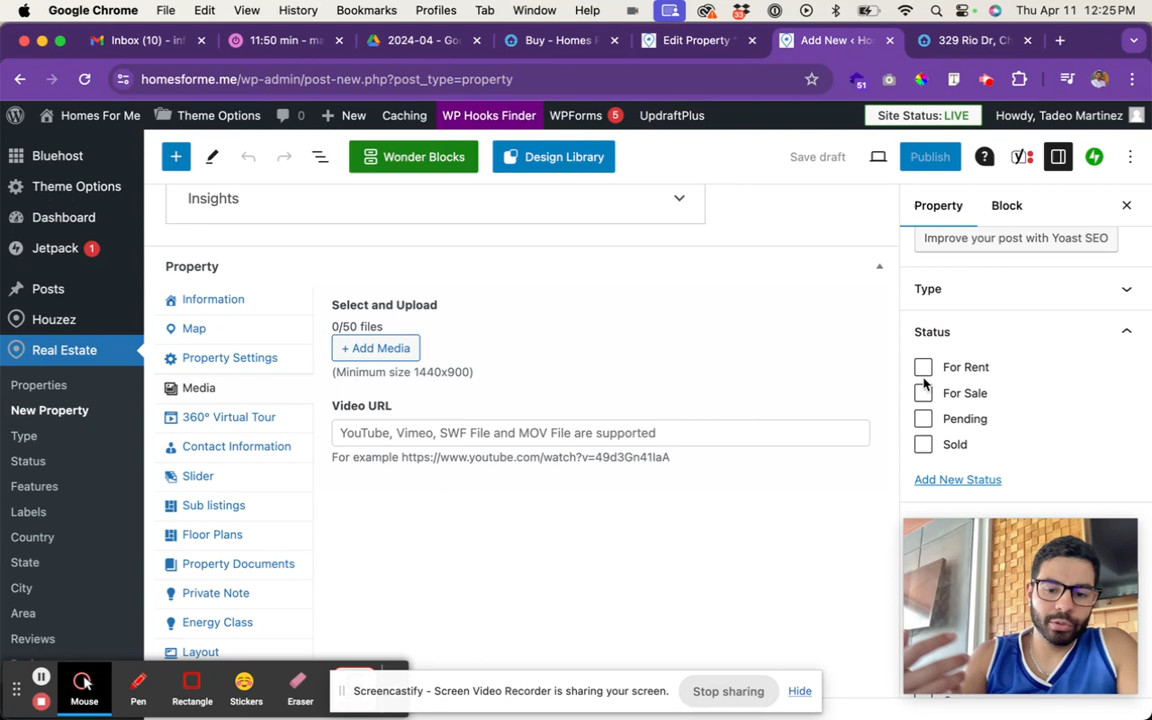 Google Chrome File Edit View History Bookmarks Profiles Tab Window Help Thu Apr 11 12:25 PM
Inbox (10) - in 11:50 min - ma 2024-04 - Go Buy - Homes F Edit Property Add New ‹ Ho 329 Rio Dr, Ch
homesforme.me/wp-admin/post-new.php?post_type=property 51
Homes For Me Theme Options 0 New Caching WP Hooks Finder WPForms 5 UpdraftPlus Site Status: LIVE Howdy, Tadeo Martinez
Bluehost
Theme Options
Dashboard
Jetpack 1
Posts
Houzez
Real Estate
Properties
New Property
Type
Status
Features
Labels
Country
State
City
Area
Reviews
Wonder Blocks Design Library Save draft Publish
Insights
Property
Information
Map
Property Settings
Media
360° Virtual Tour
Contact Information
Slider
Sub listings
Floor Plans
Property Documents
Private Note
Energy Class
Layout
Select and Upload
0/50 files
+ Add Media
(Minimum size 1440x900)
Video URL
YouTube, Vimeo, SWF File and MOV File are supported
For example https://www.youtube.com/watch?v=49d3Gn41IaA
Property Block
Improve your post with Yoast SEO
Type
Status
For Rent
For Sale
Pending
Sold
Add New Status
Mouse Pen Rectangle Stickers Eraser
Screencastify - Screen Video Recorder is sharing your screen. Stop sharing Hide